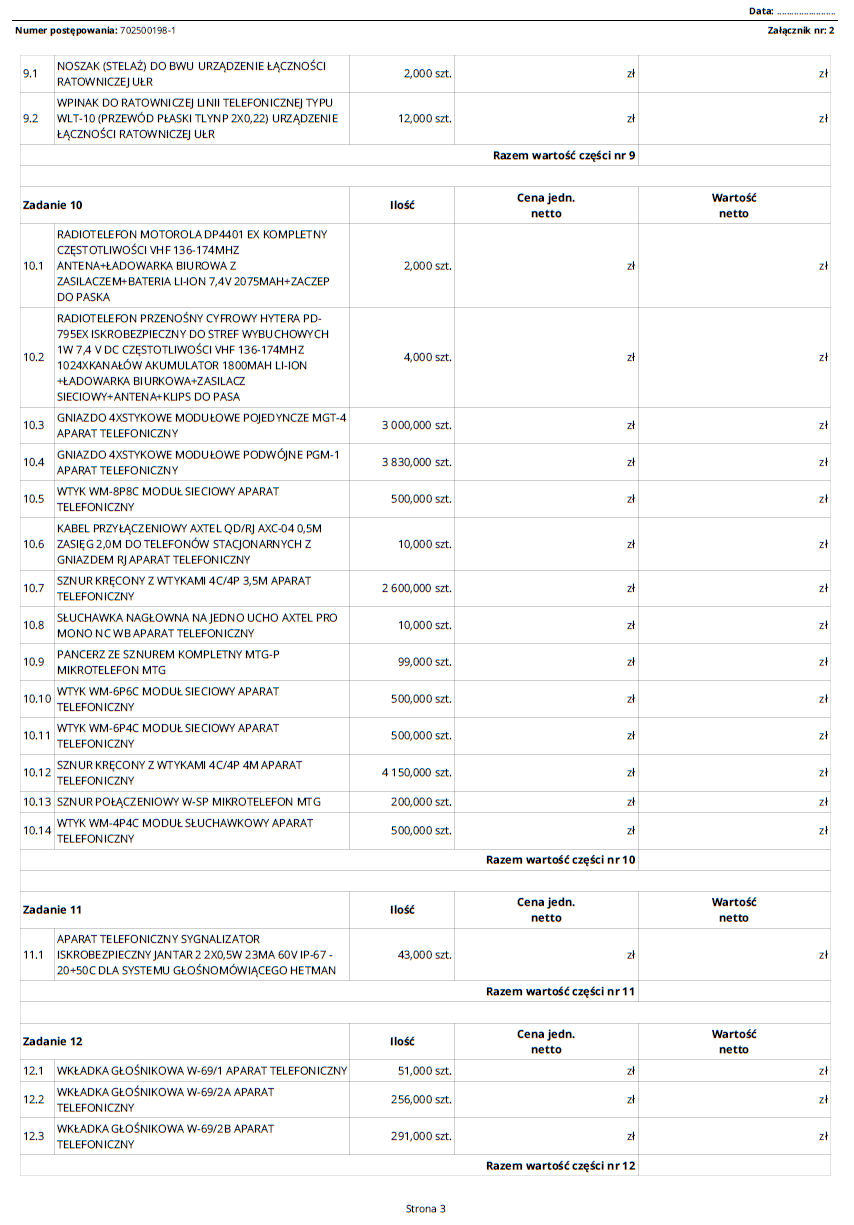 Data: ........................
Numer postępowania: 702500198-1 Załącznik nr: 2
9.1 NOSZAK (STELAŻ) DO BWU URZĄDZENIE ŁĄCZNOŚCI
RATOWNICZEJ UŁR 2,000 szt. zł zł
9.2 WPINAK DO RATOWNICZEJ LINII TELEFONICZNEJ TYPU
WLT-10 (PRZEWÓD PŁASKI TLYNP 2X0,22) URZĄDZENIE
ŁĄCZNOŚCI RATOWNICZEJ UŁR 12,000 szt. zł zł
Razem wartość części nr 9
Zadanie 10 Ilość Cena jedn.
netto Wartość
netto
10.1 RADIOTELEFON MOTOROLA DP4401 EX KOMPLETNY
CZĘSTOTLIWOŚCI VHF 136-174MHZ
ANTENA+ŁADOWARKA BIUROWA Z
ZASILACZEM+BATERIA LI-ION 7,4V 2075MAH+ZACZEP
DO PASKA 2,000 szt. zł zł
10.2 RADIOTELEFON PRZENOŚNY CYFROWY HYTERA PD-
795EX ISKROBEZPIECZNY DO STREF WYBUCHOWYCH
1W 7,4 V DC CZĘSTOTLIWOŚCI VHF 136-174MHZ
1024XKANAŁÓW AKUMULATOR 1800MAH LI-ION
+ŁADOWARKA BIURKOWA+ZASILACZ
SIECIOWY+ANTENA+KLIPS DO PASA 4,000 szt. zł zł
10.3 GNIAZDO 4XSTYKOWE MODUŁOWE POJEDYNCZE MGT-4
APARAT TELEFONICZNY 3 000,000 szt. zł zł
10.4 GNIAZDO 4XSTYKOWE MODUŁOWE PODWÓJNE PGM-1
APARAT TELEFONICZNY 3 830,000 szt. zł zł
10.5 WTYK WM-8P8C MODUŁ SIECIOWY APARAT
TELEFONICZNY 500,000 szt. zł zł
10.6 KABEL PRZYŁĄCZENIOWY AXTEL QD/RJ AXC-04 0,5M
ZASIĘG 2,0M DO TELEFONÓW STACJONARNYCH Z
GNIAZDEM RJ APARAT TELEFONICZNY 10,000 szt. zł zł
10.7 SZNUR KRĘCONY Z WTYKAMI 4C/4P 3,5M APARAT
TELEFONICZNY 2 600,000 szt. zł zł
10.8 SŁUCHAWKA NAGŁOWNA NA JEDNO UCHO AXTEL PRO
MONO NC WB APARAT TELEFONICZNY 10,000 szt. zł zł
10.9 PANCERZ ZE SZNUREM KOMPLETNY MTG-P
MIKROTELEFON MTG 99,000 szt. zł zł
10.10 WTYK WM-6P6C MODUŁ SIECIOWY APARAT
TELEFONICZNY 500,000 szt. zł zł
10.11 WTYK WM-6P4C MODUŁ SIECIOWY APARAT
TELEFONICZNY 500,000 szt. zł zł
10.12 SZNUR KRĘCONY Z WTYKAMI 4C/4P 4M APARAT
TELEFONICZNY 4 150,000 szt. zł zł
10.13 SZNUR POŁĄCZENIOWY W-SP MIKROTELEFON MTG 200,000 szt. zł zł
10.14 WTYK WM-4P4C MODUŁ SŁUCHAWKOWY APARAT
TELEFONICZNY 500,000 szt. zł zł
Razem wartość części nr 10
Zadanie 11 Ilość Cena jedn.
netto Wartość
netto
11.1 APARAT TELEFONICZNY SYGNALIZATOR
ISKROBEZPIECZNY JANTAR 2 2X0,5W 23MA 60V IP-67 -
20+50C DLA SYSTEMU GŁOŚNOMÓWIĄCEGO HETMAN 43,000 szt. zł zł
Razem wartość części nr 11
Zadanie 12 Ilość Cena jedn.
netto Wartość
netto
12.1 WKŁADKA GŁOŚNIKOWA W-69/1 APARAT TELEFONICZNY 51,000 szt. zł zł
12.2 WKŁADKA GŁOŚNIKOWA W-69/2A APARAT
TELEFONICZNY 256,000 szt. zł zł
12.3 WKŁADKA GŁOŚNIKOWA W-69/2B APARAT
TELEFONICZNY 291,000 szt. zł zł
Razem wartość części nr 12
Strona 3